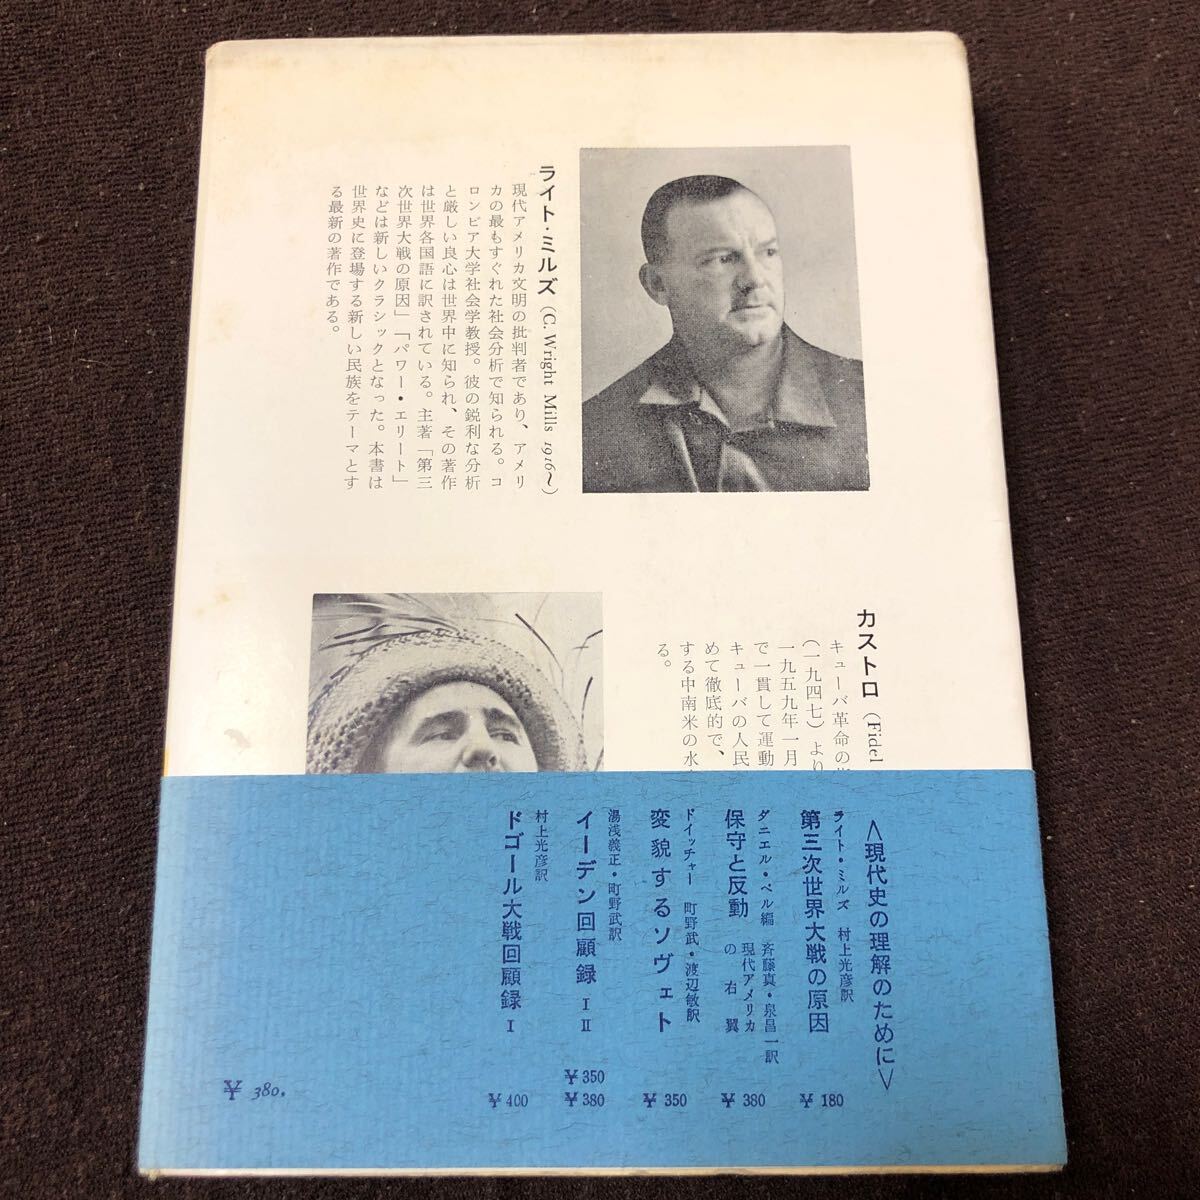 ライト・ミルズ (C. Wright Mills 1916〜)
現代アメリカ文明の批判者であり、アメリ
カの最もすぐれた社会分析で知られる。コ
ロンビア大学社会学教授。彼の鋭利な分析
と厳しい良心は世界中に知られ、その著作
は世界各国語に訳されている。主著「第三
次世界大戦の原因」「パワー・エリート」
などは新しいクラシックとなった。本書は
世界史に登場する新しい民族をテーマとす
る最新の著作である。
カストロ (Fidel
キューバ革命の
(一九四七) より
一九五九年一月
で一貫して運動
キューバの人民
めて徹底的で、
する中南米の水
る。
<現代史の理解のために>
ライト・ミルズ 村上光彦訳
第三次世界大戦の原因 ¥180
ダニエル・ベル編 斉藤真・泉昌一訳
保守と反動 現代アメリカの右翼 ¥380
ドイッチャー 町野武・渡辺敏訳
変貌するソヴェト ¥350
湯浅義正・町野武訳
イーデン回顧録 I II ¥350 ¥380
村上光彦訳
ドゴール大戦回顧録 I ¥400
¥ 380.